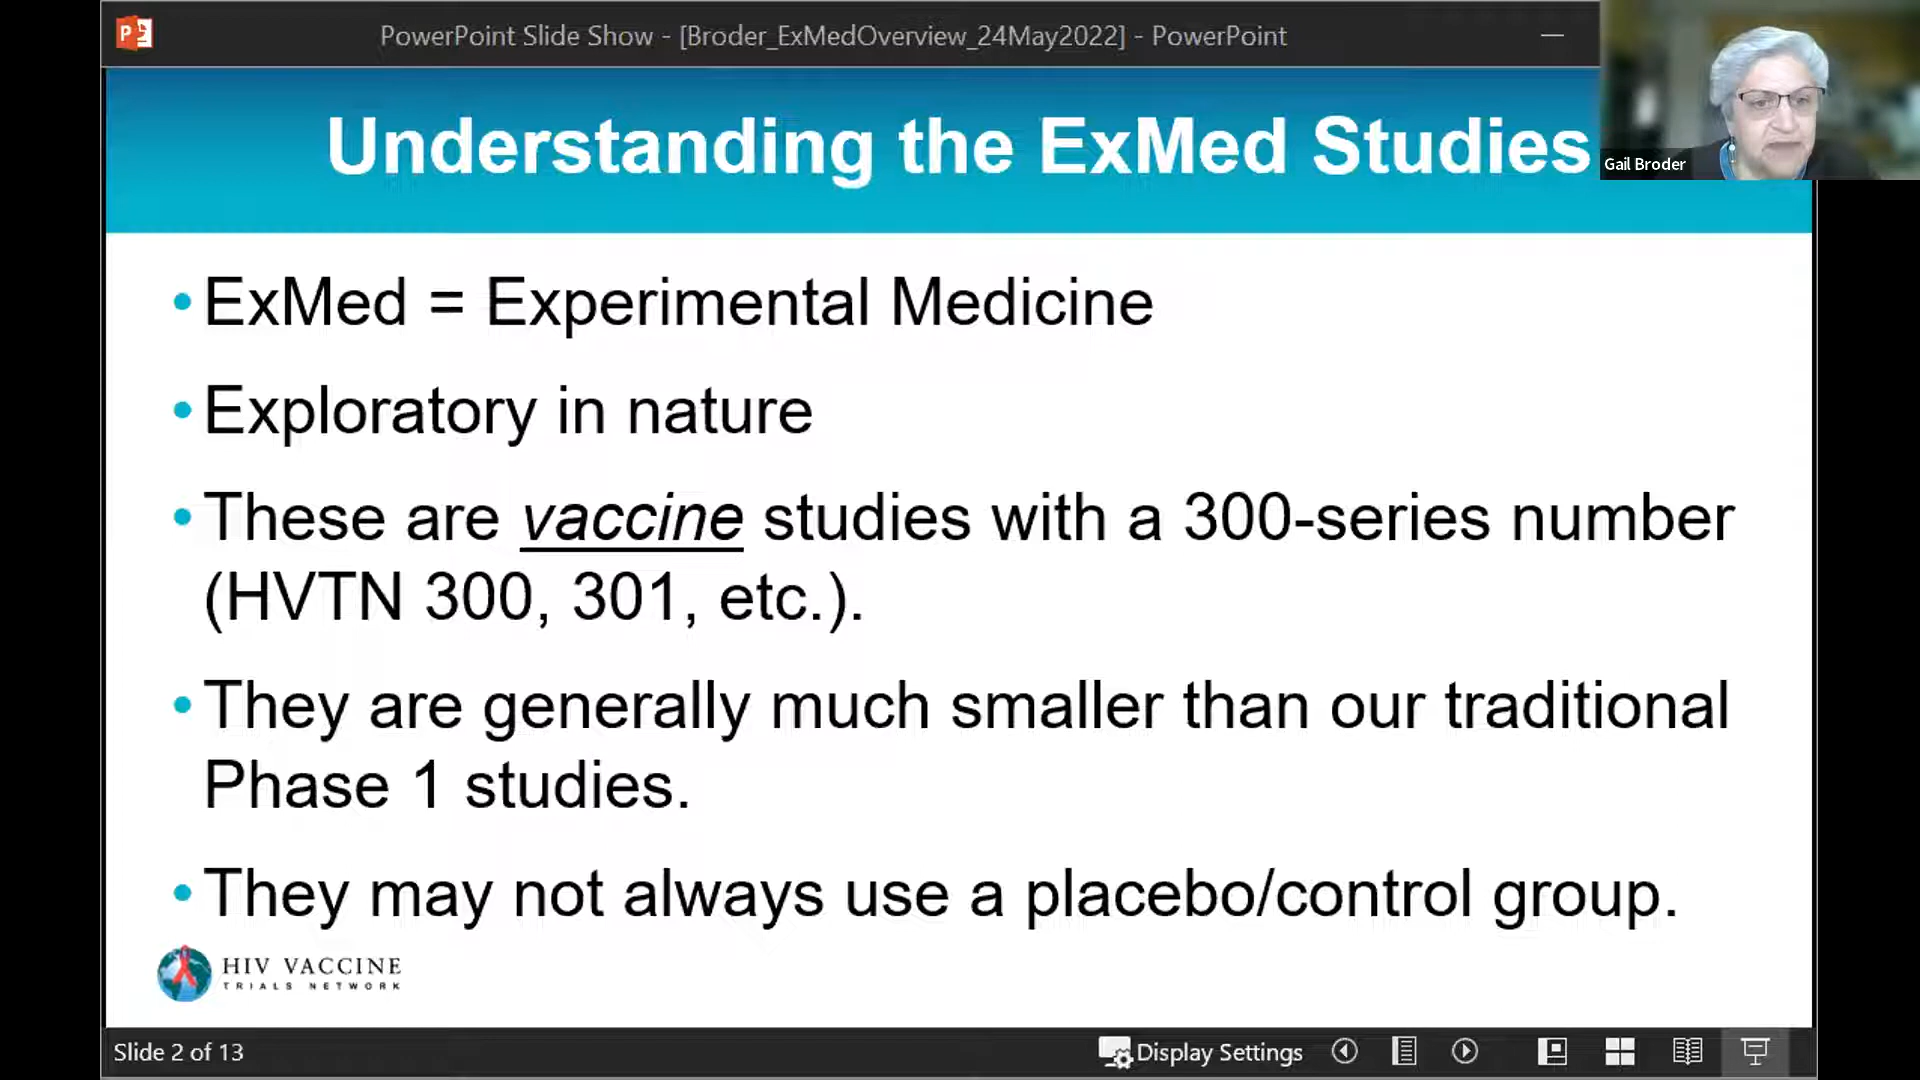 PowerPoint Slide Show - [Broder_ExMedOverview_24May2022] - PowerPoint
Understanding the ExMed Studies
Gail Broder
• ExMed = Experimental Medicine
• Exploratory in nature
• These are vaccine studies with a 300-series number
(HVTN 300, 301, etc.).
• They are generally much smaller than our traditional
Phase 1 studies.
• They may not always use a placebo/control group.
HIV VACCINE
TRIALS NETWORK
Slide 2 of 13
Display Settings